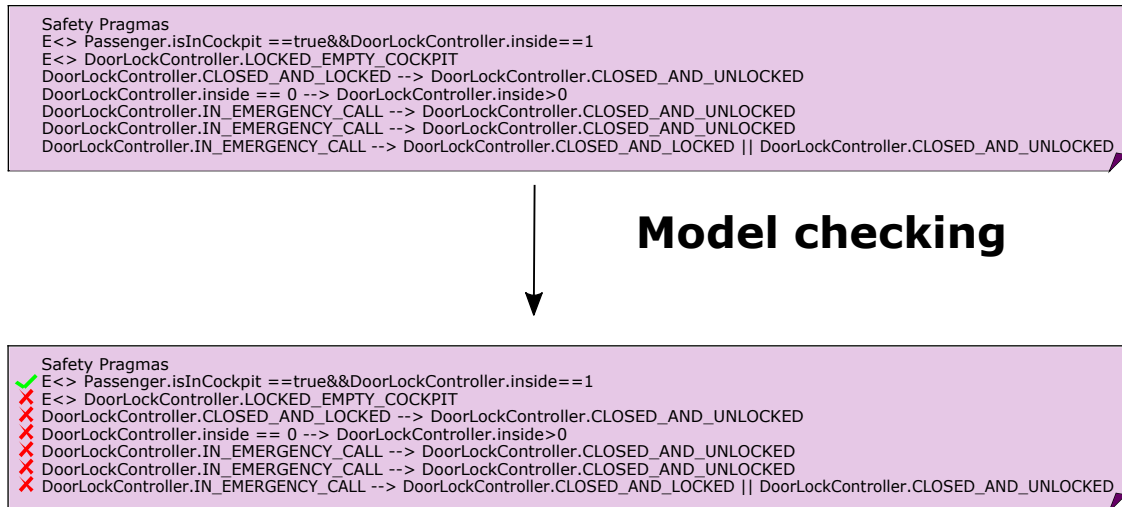 Safety Pragmas
E<> Passenger.isInCockpit ==true&&DoorLockController.inside==1
E<> DoorLockController.LOCKED_EMPTY_COCKPIT
DoorLockController.CLOSED_AND_LOCKED --> DoorLockController.CLOSED_AND_UNLOCKED
DoorLockController.inside == 0 --> DoorLockController.inside>0
DoorLockController.IN_EMERGENCY_CALL --> DoorLockController.CLOSED_AND_UNLOCKED
DoorLockController.IN_EMERGENCY_CALL --> DoorLockController.CLOSED_AND_UNLOCKED
DoorLockController.IN_EMERGENCY_CALL --> DoorLockController.CLOSED_AND_LOCKED || DoorLockController.CLOSED_AND_UNLOCKED
Model checking
Safety Pragmas
E<> Passenger.isInCockpit ==true&&DoorLockController.inside==1
E<> DoorLockController.LOCKED_EMPTY_COCKPIT
DoorLockController.CLOSED_AND_LOCKED --> DoorLockController.CLOSED_AND_UNLOCKED
DoorLockController.inside == 0 --> DoorLockController.inside>0
DoorLockController.IN_EMERGENCY_CALL --> DoorLockController.CLOSED_AND_UNLOCKED
DoorLockController.IN_EMERGENCY_CALL --> DoorLockController.CLOSED_AND_UNLOCKED
DoorLockController.IN_EMERGENCY_CALL --> DoorLockController.CLOSED_AND_LOCKED || DoorLockController.CLOSED_AND_UNLOCKED